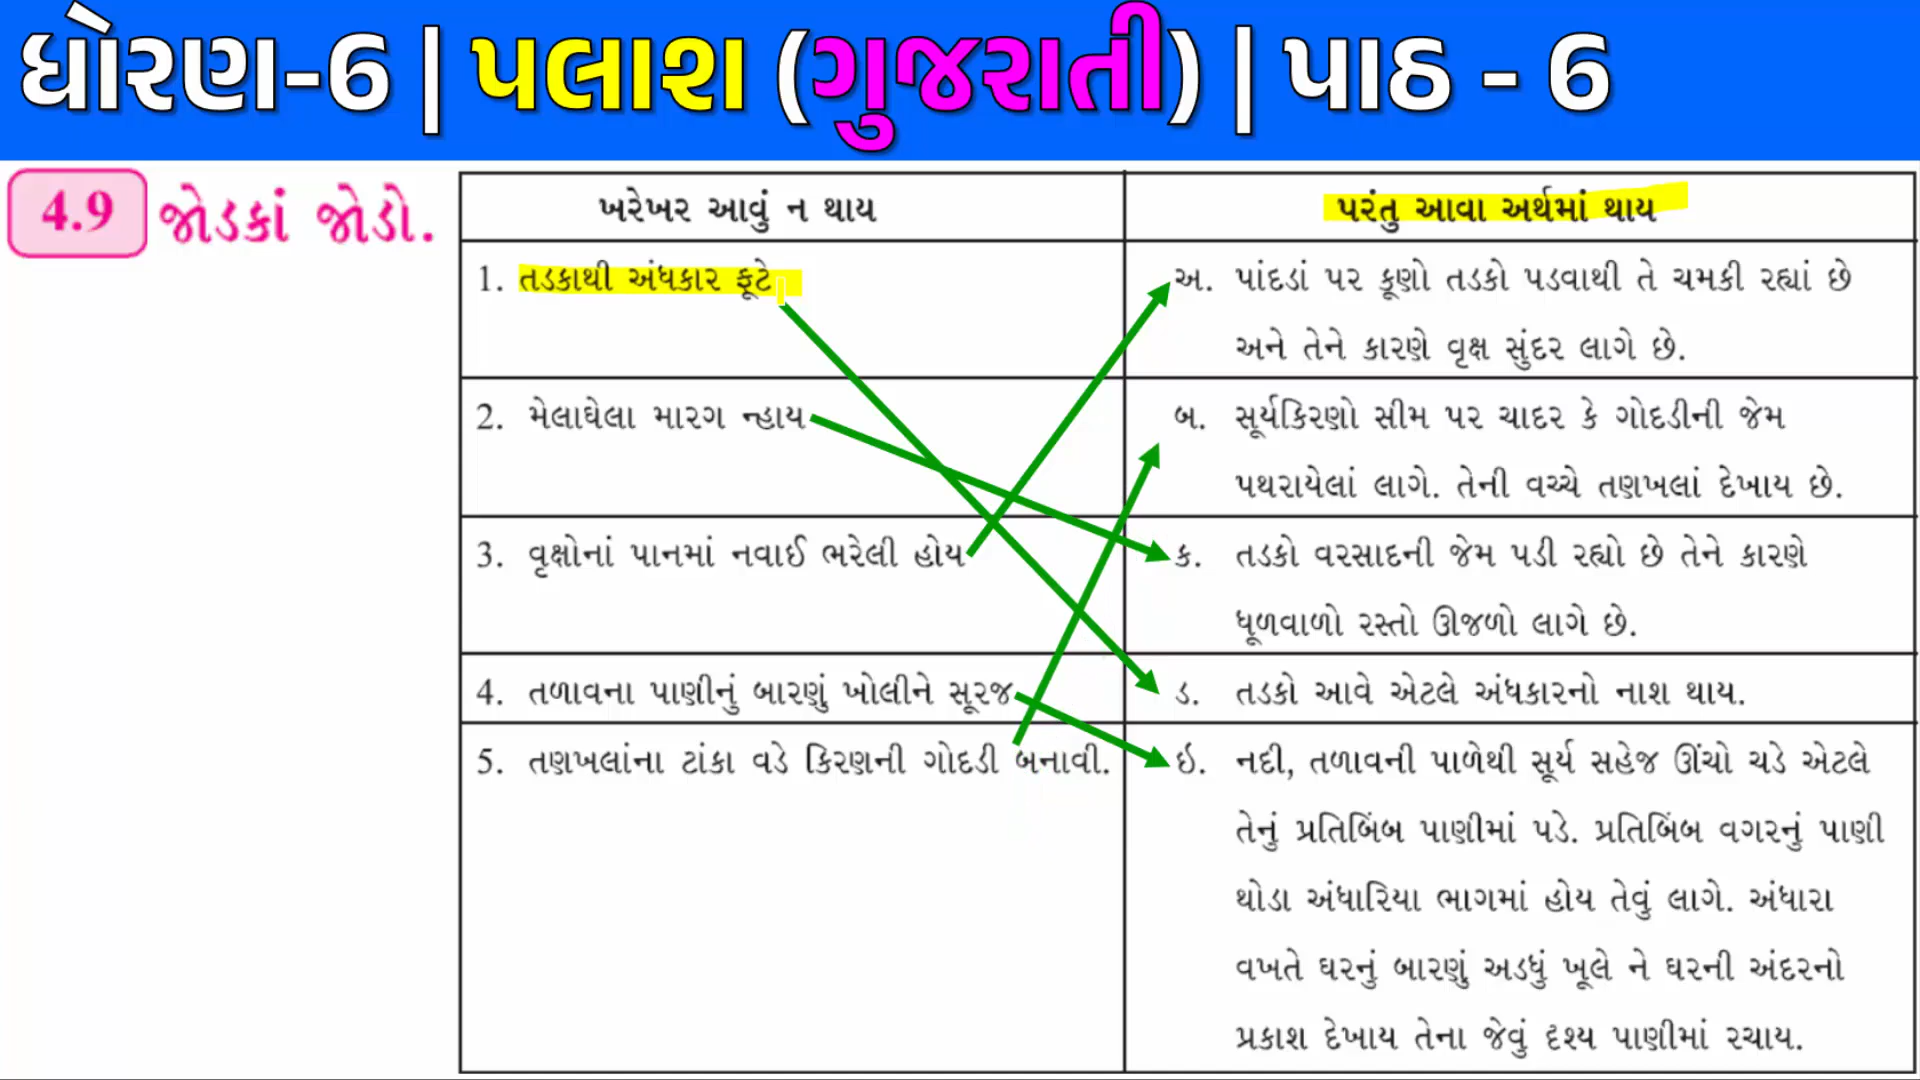 ધોરણ-6 | પલાશ (ગુજરાતી) | પાઠ - 6
4.9 જોડકાં જોડો.
ખરેખર આવું ન થાય
પરંતુ આવા અર્થમાં થાય
1. તડકાથી અંધકાર ફૂટે
અ. પાંદડાં પર કૂણો તડકો પડવાથી તે ચમકી રહ્યાં છે
અને તેને કારણે વૃક્ષ સુંદર લાગે છે.
2. મેલાઘેલા મારગ ન્હાય
બ. સૂર્યકિરણો સીમ પર ચાદર કે ગોદડીની જેમ
પથરાયેલાં લાગે. તેની વચ્ચે તણખલાં દેખાય છે.
3. વૃક્ષોનાં પાનમાં નવાઈ ભરેલી હોય
ક. તડકો વરસાદની જેમ પડી રહ્યો છે તેને કારણે
ધૂળવાળો રસ્તો ઊજળો લાગે છે.
4. તળાવના પાણીનું બારણું ખોલીને સૂરજ
ડ. તડકો આવે એટલે અંધકારનો નાશ થાય.
5. તણખલાંના ટાંકા વડે કિરણની ગોદડી બનાવી.
ઇ. નદી, તળાવની પાળેથી સૂર્ય સહેજ ઊંચો ચડે એટલે
તેનું પ્રતિબિંબ પાણીમાં પડે. પ્રતિબિંબ વગરનું પાણી
થોડા અંધારિયા ભાગમાં હોય તેવું લાગે. અંધારા
વખતે ઘરનું બારણું અડધું ખૂલે ને ઘરની અંદરનો
પ્રકાશ દેખાય તેના જેવું દૃશ્ય પાણીમાં રચાય.